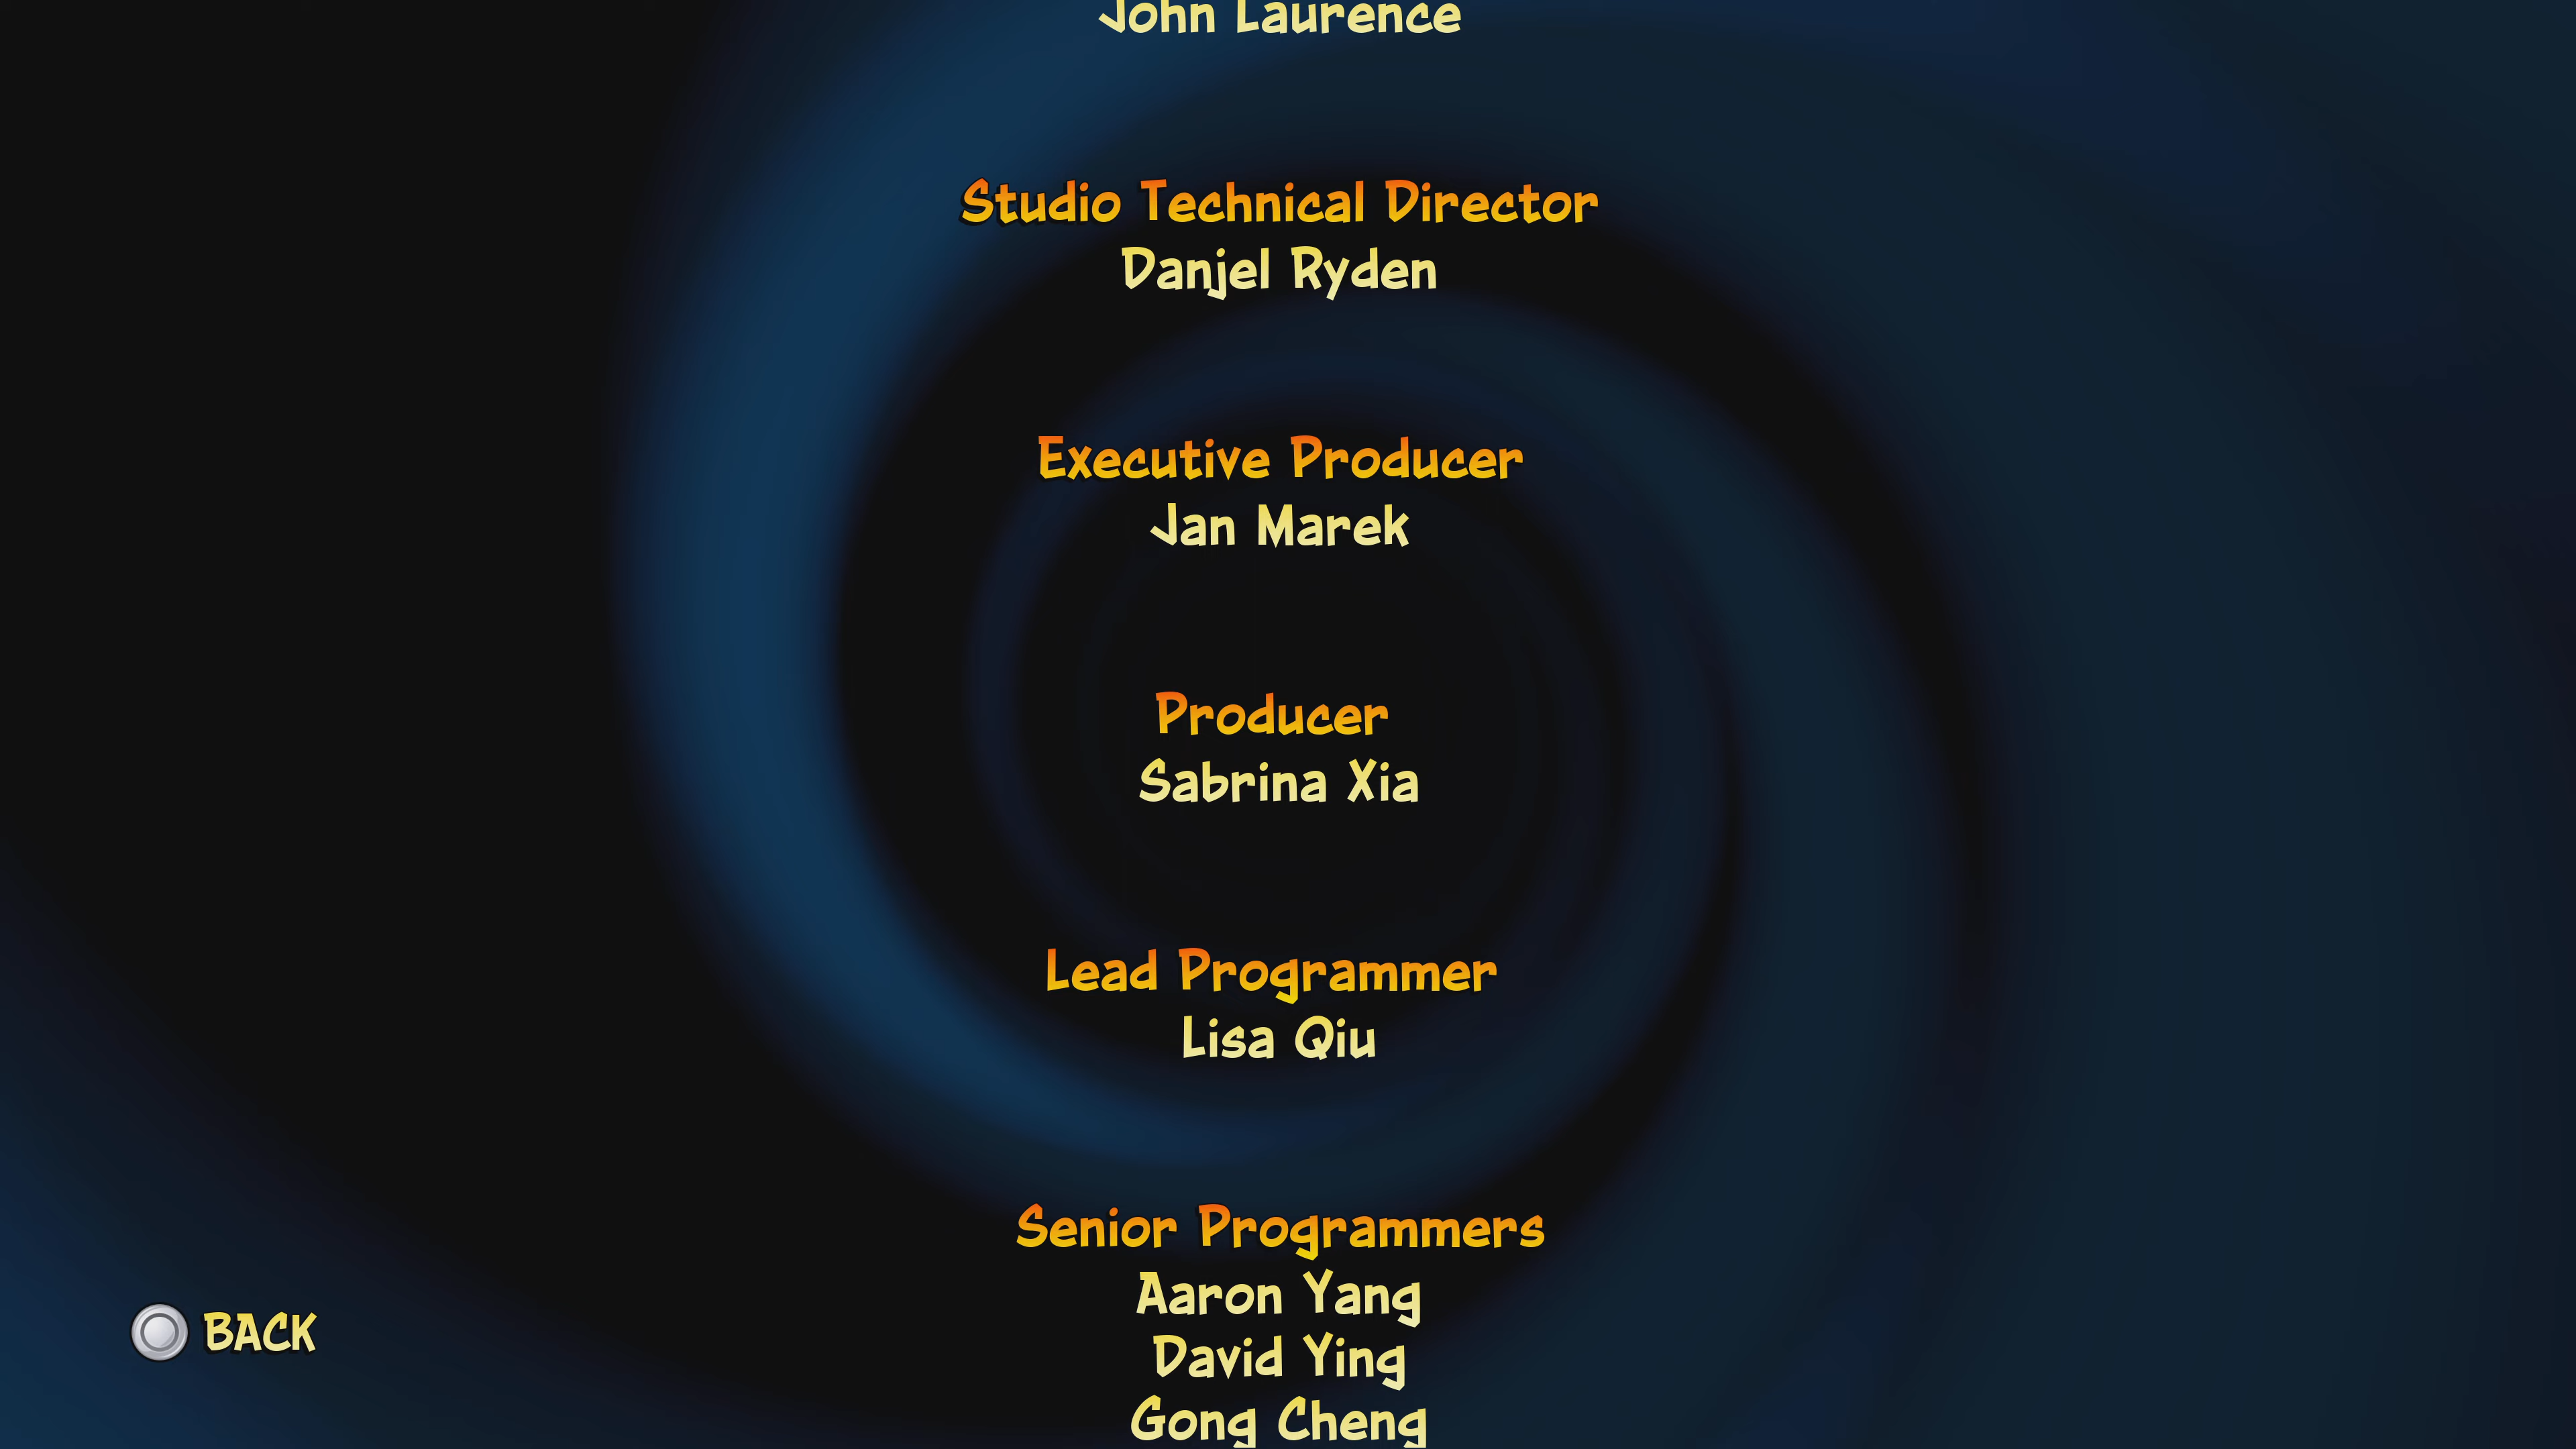 John Laurence
Studio Technical Director
Danjel Ryden
Executive Producer
Jan Marek
Producer
Sabrina Xia
Lead Programmer
Lisa Qiu
Senior Programmers
Aaron Yang
David Ying
Gong Cheng
BACK